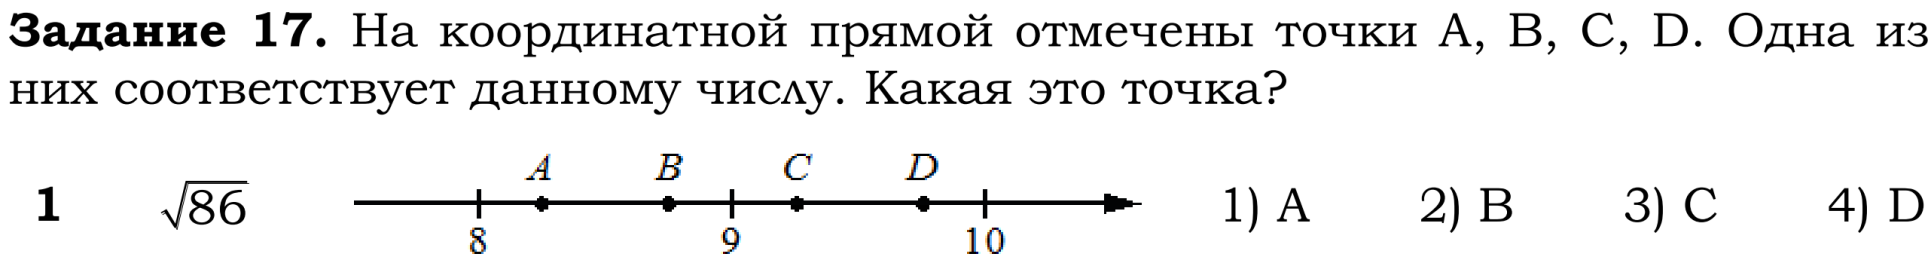 Задание 17. На координатной прямой отмечены точки A, B, C, D. Одна из
них соответствует данному числу. Какая это точка?
A B C D
1 √86 1) A 2) B 3) C 4) D
8 9 10